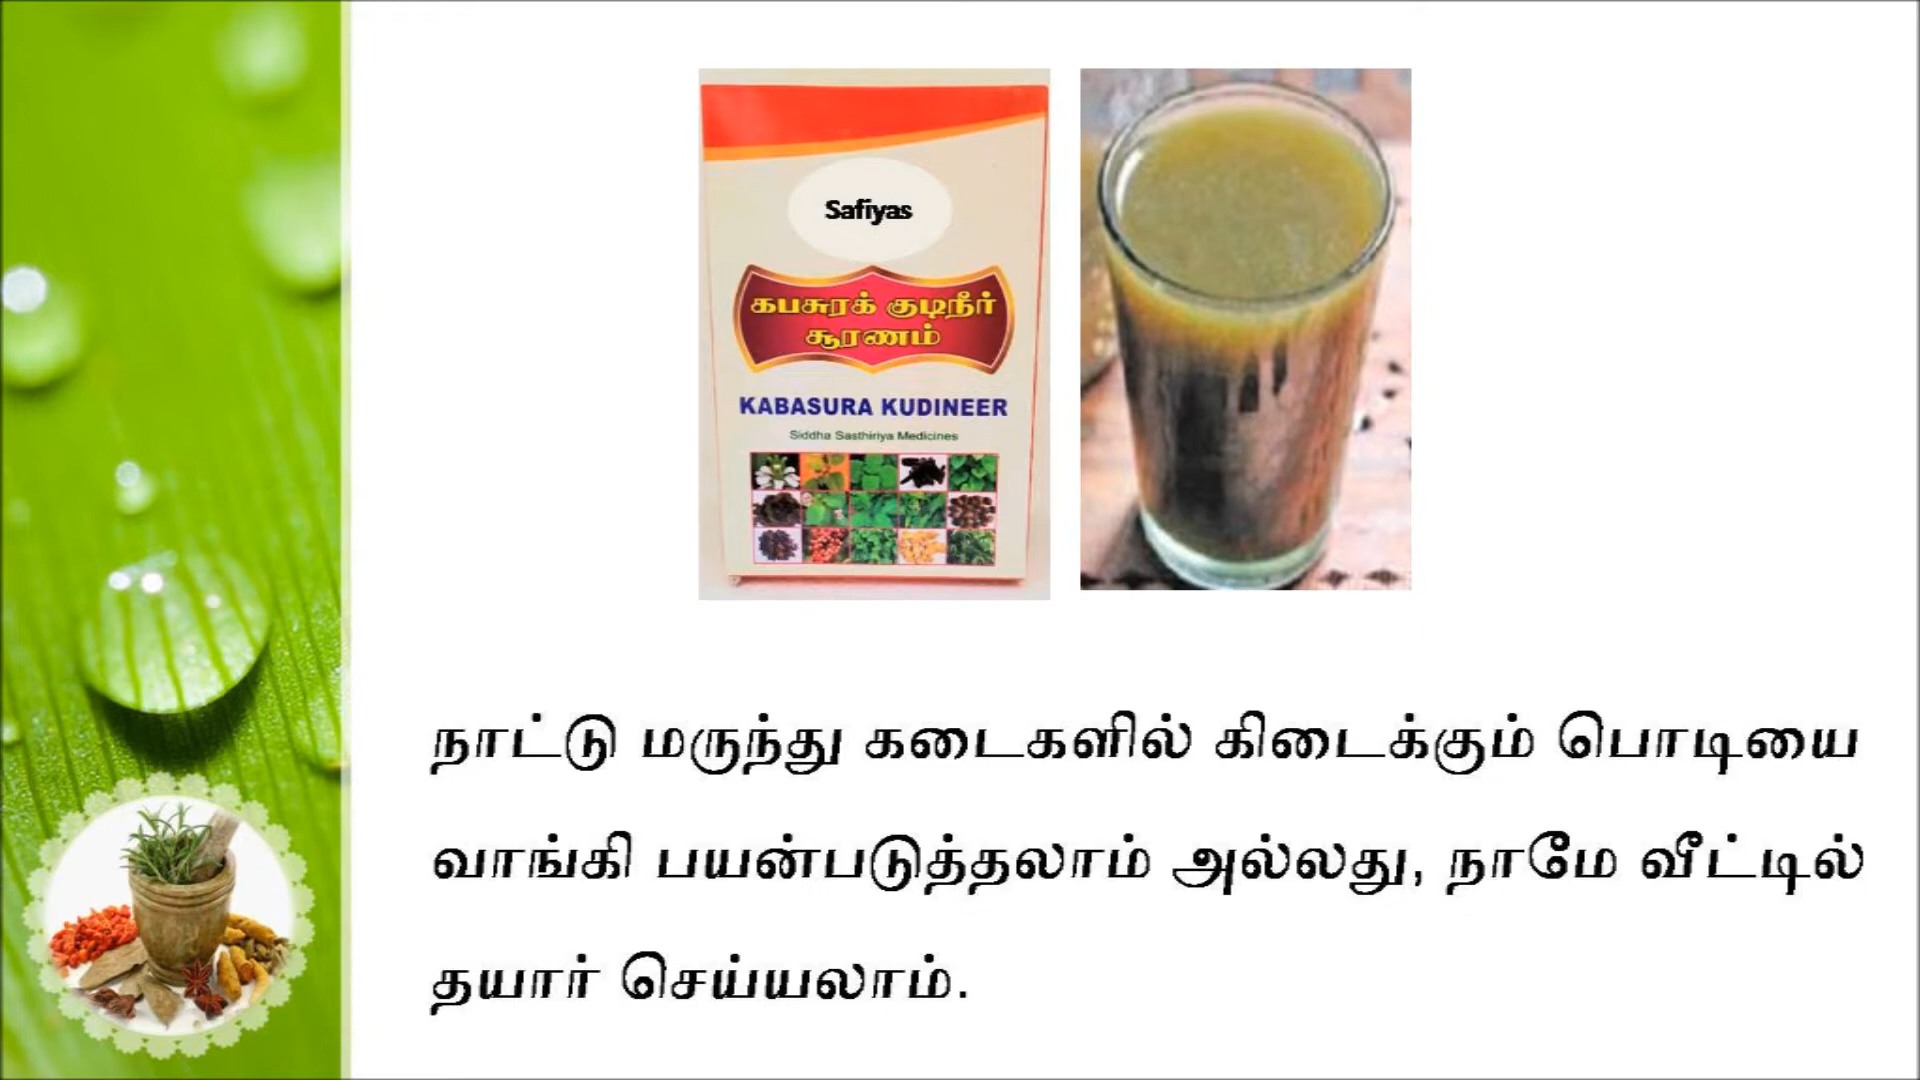 Safiyas
கபசுரக் குடிநீர்
சூரணம்
KABASURA KUDINEER
Siddha Sasthiriya Medicines
நாட்டு மருந்து கடைகளில் கிடைக்கும் பொடியை
வாங்கி பயன்படுத்தலாம் அல்லது, நாமே வீட்டில்
தயார் செய்யலாம்.